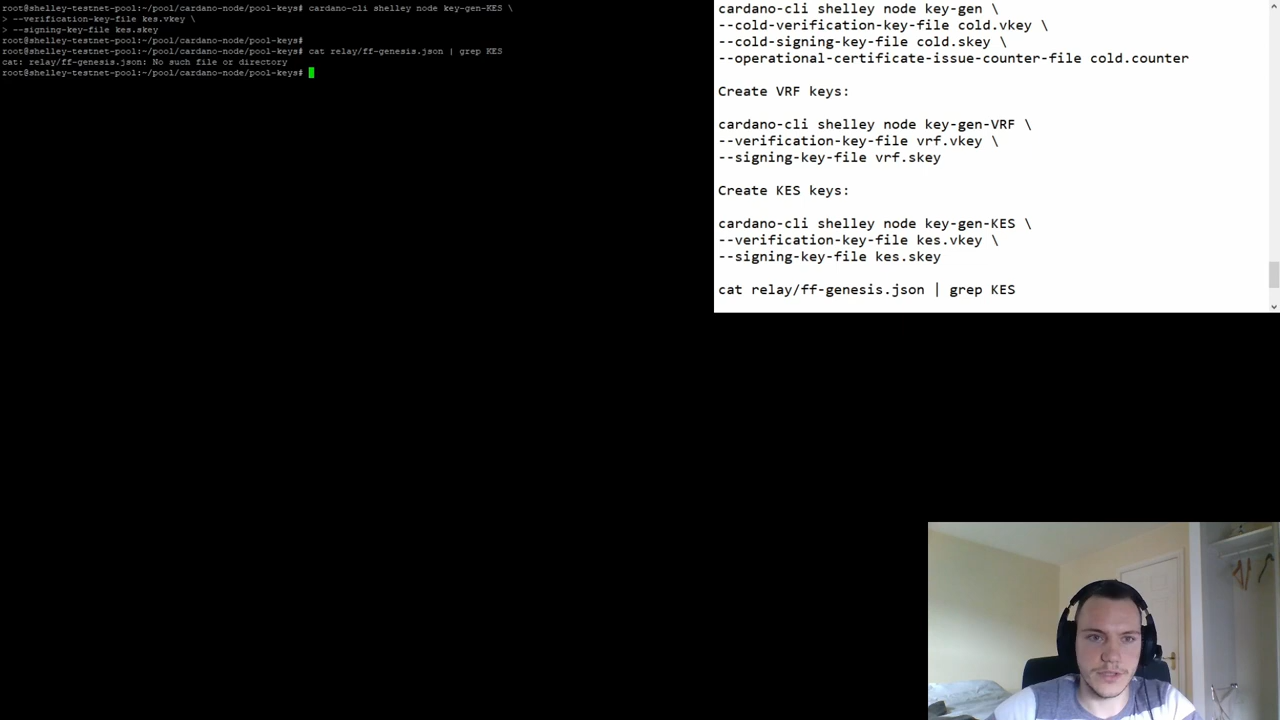 root@shelley-testnet-pool:~/pool/cardano-node/pool-keys# cardano-cli shelley node key-gen-KES \
> --verification-key-file kes.vkey \
> --signing-key-file kes.skey
root@shelley-testnet-pool:~/pool/cardano-node/pool-keys#
root@shelley-testnet-pool:~/pool/cardano-node/pool-keys# cat relay/ff-genesis.json | grep KES
cat: relay/ff-genesis.json: No such file or directory
root@shelley-testnet-pool:~/pool/cardano-node/pool-keys#
cardano-cli shelley node key-gen \
--cold-verification-key-file cold.vkey \
--cold-signing-key-file cold.skey \
--operational-certificate-issue-counter-file cold.counter
Create VRF keys:
cardano-cli shelley node key-gen-VRF \
--verification-key-file vrf.vkey \
--signing-key-file vrf.skey
Create KES keys:
cardano-cli shelley node key-gen-KES \
--verification-key-file kes.vkey \
--signing-key-file kes.skey
cat relay/ff-genesis.json | grep KES